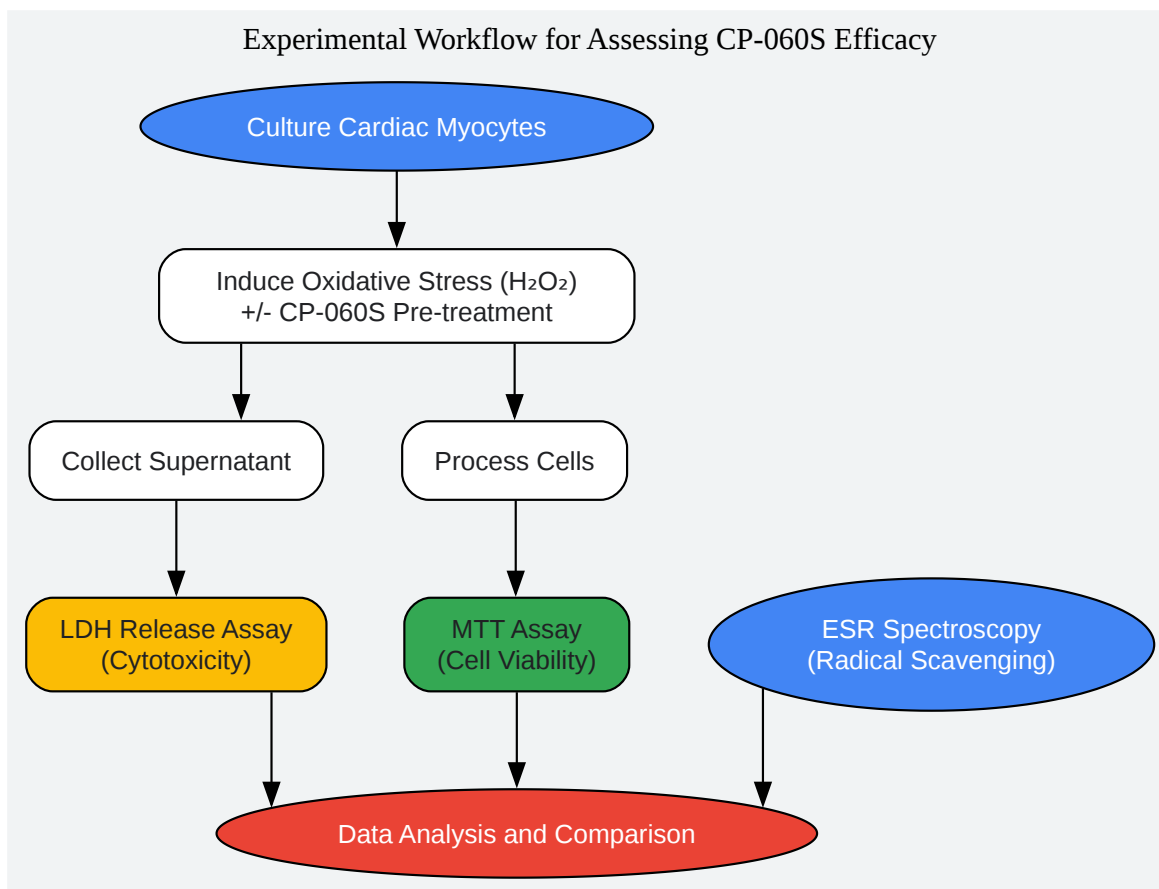 Experimental Workflow for Assessing CP-060S Efficacy
Culture Cardiac Myocytes
Induce Oxidative Stress (H₂O₂)
+/- CP-060S Pre-treatment
Collect Supernatant
Process Cells
LDH Release Assay
(Cytotoxicity)
MTT Assay
(Cell Viability)
ESR Spectroscopy
(Radical Scavenging)
Data Analysis and Comparison